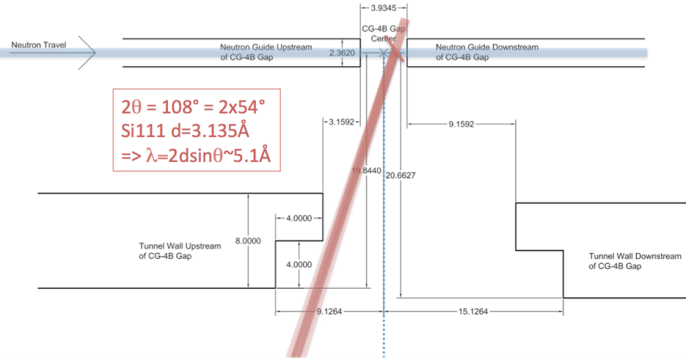 3.9345
CG-4B Gap
Center
Neutron Travel
Neutron Guide Upstream
of CG-4B Gap
2.3620
Neutron Guide Downstream
of CG-4B Gap
2θ = 108° = 2x54°
Si111 d=3.135Å
=> λ=2dsinθ~5.1Å
3.1592
9.1592
20.6627
4.0000
8.0000
4.0000
Tunnel Wall Upstream
of CG-4B Gap
Tunnel Wall Downstream
of CG-4B Gap
9.1264
15.1264